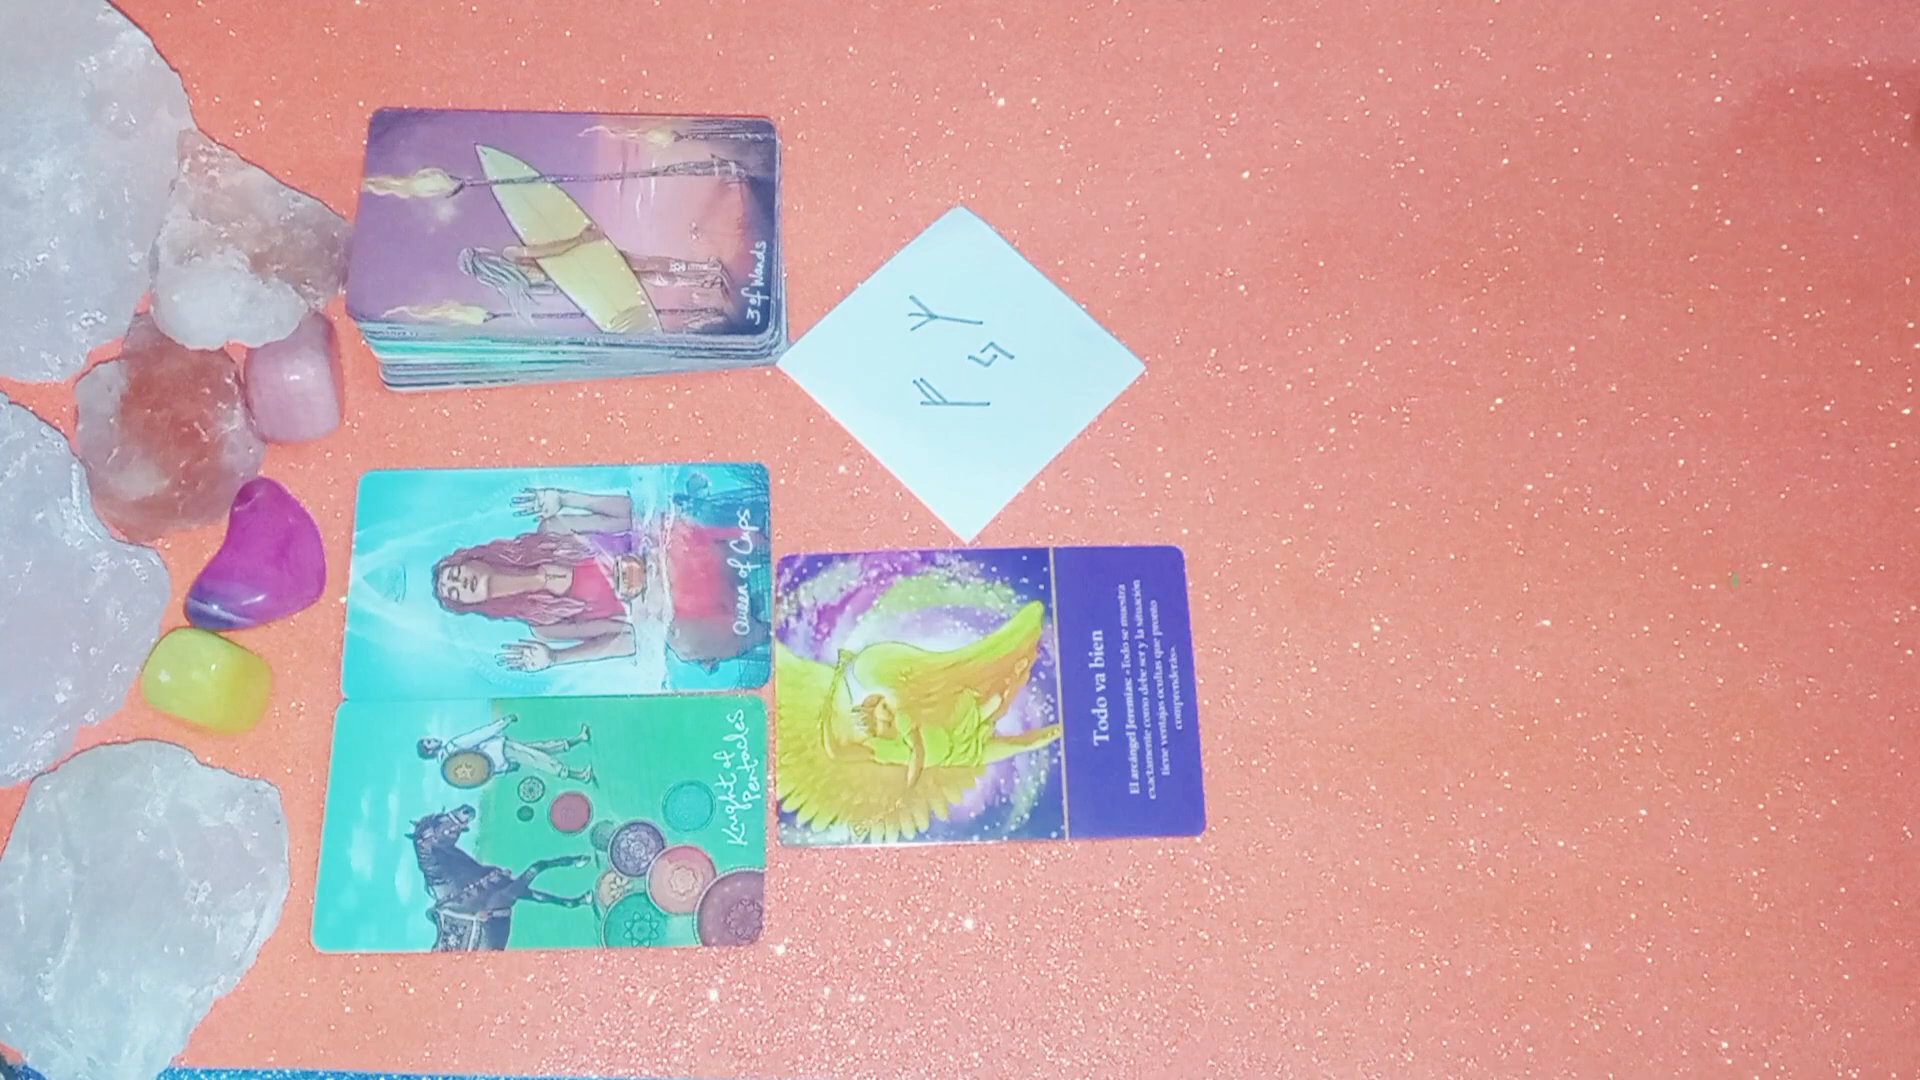 Knight of
Pentacles
Queen of Cups
3 of Wands
Todo va bien
El arcángel Jeremías: «Todo se muestra
exactamente como debe ser y la situación
tiene ventajas ocultas que pronto
comprenderás».
ᚠ ᛋ ᛉ